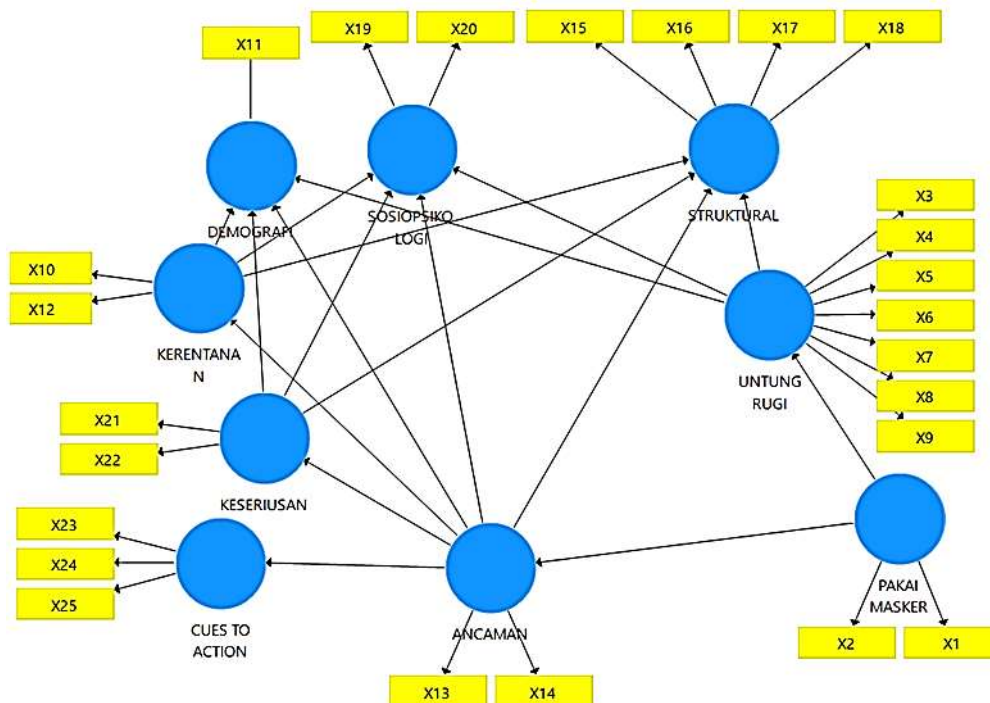 X11
X19
X20
X15
X16
X17
X18
DEMOGRAFI
SOSIOPSIKO
LOGI
STRUKTURAL
X3
X4
X5
X6
X7
X8
X9
X10
X12
KERENTANA
N
UNTUNG
RUGI
X21
X22
KESERIUSAN
X23
X24
X25
CUES TO
ACTION
ANCAMAN
PAKAI
MASKER
X2
X1
X13
X14